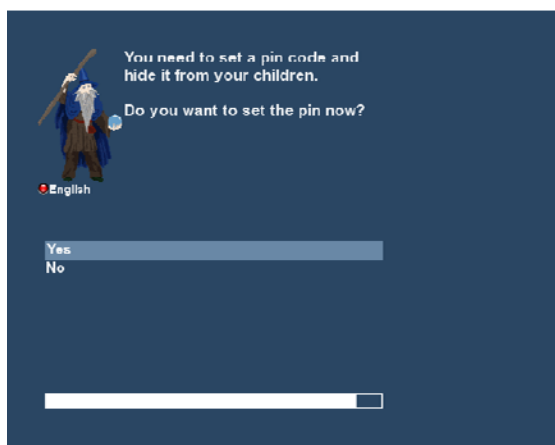 You need to set a pin code and
hide it from your children.
Do you want to set the pin now?
English
Yes
No